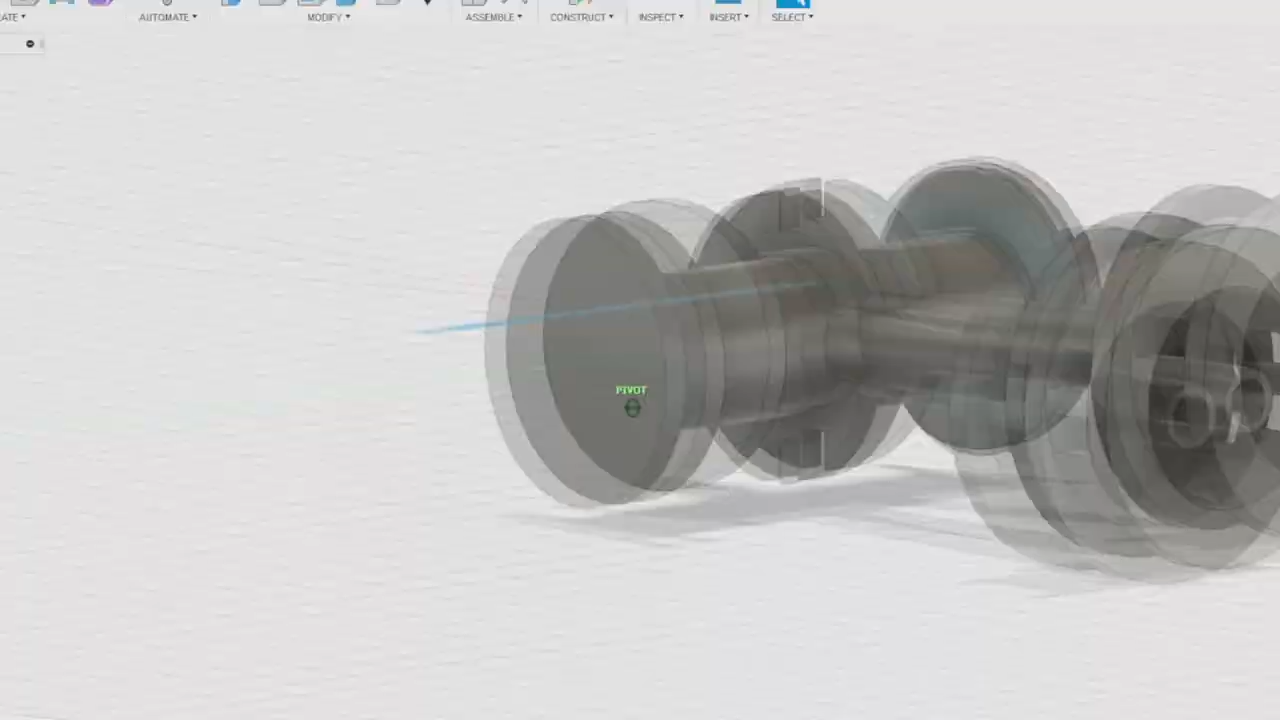 ATE▾ AUTOMATE▾ MODIFY▾ ASSEMBLE▾ CONSTRUCT▾ INSPECT▾ INSERT▾ SELECT▾
PIVOT